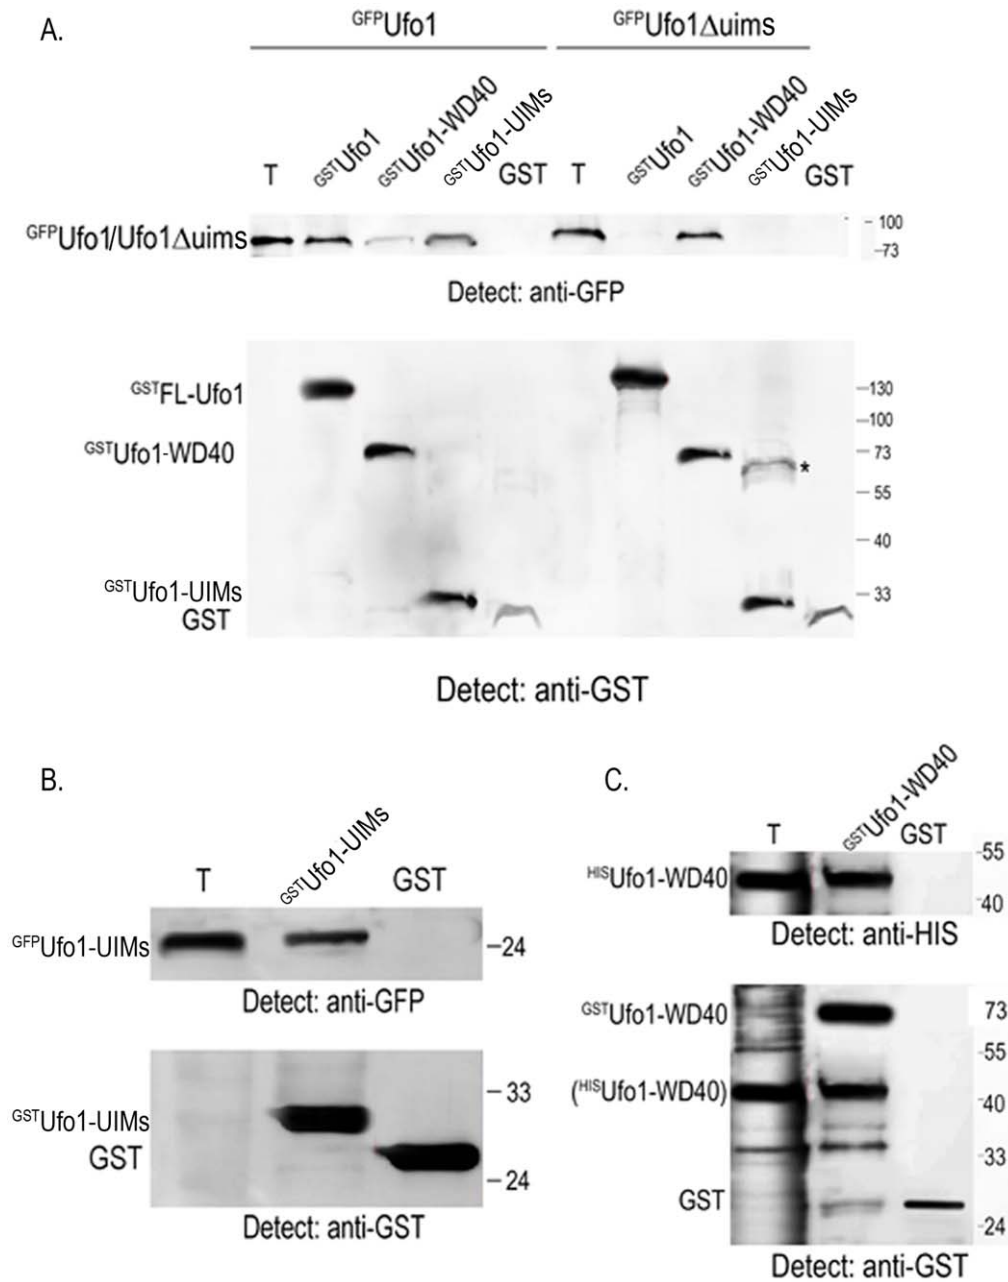 A.
GFPUfo1 GFPUfo1Δuims
T GSTUfo1 GSTUfo1-WD40 GSTUfo1-UIMs GST T GSTUfo1 GSTUfo1-WD40 GSTUfo1-UIMs GST
GFPUfo1/Ufo1Δuims
100
73
Detect: anti-GFP
GSTFL-Ufo1
GSTUfo1-WD40
GSTUfo1-UIMs
GST
130
100
73
*
55
40
33
Detect: anti-GST
B.
T GSTUfo1-UIMs GST
GFPUfo1-UIMs
24
Detect: anti-GFP
GSTUfo1-UIMs
GST
33
24
Detect: anti-GST
C.
T GSTUfo1-WD40 GST
HISUfo1-WD40
55
40
Detect: anti-HIS
GSTUfo1-WD40
(HISUfo1-WD40)
GST
73
55
40
33
24
Detect: anti-GST